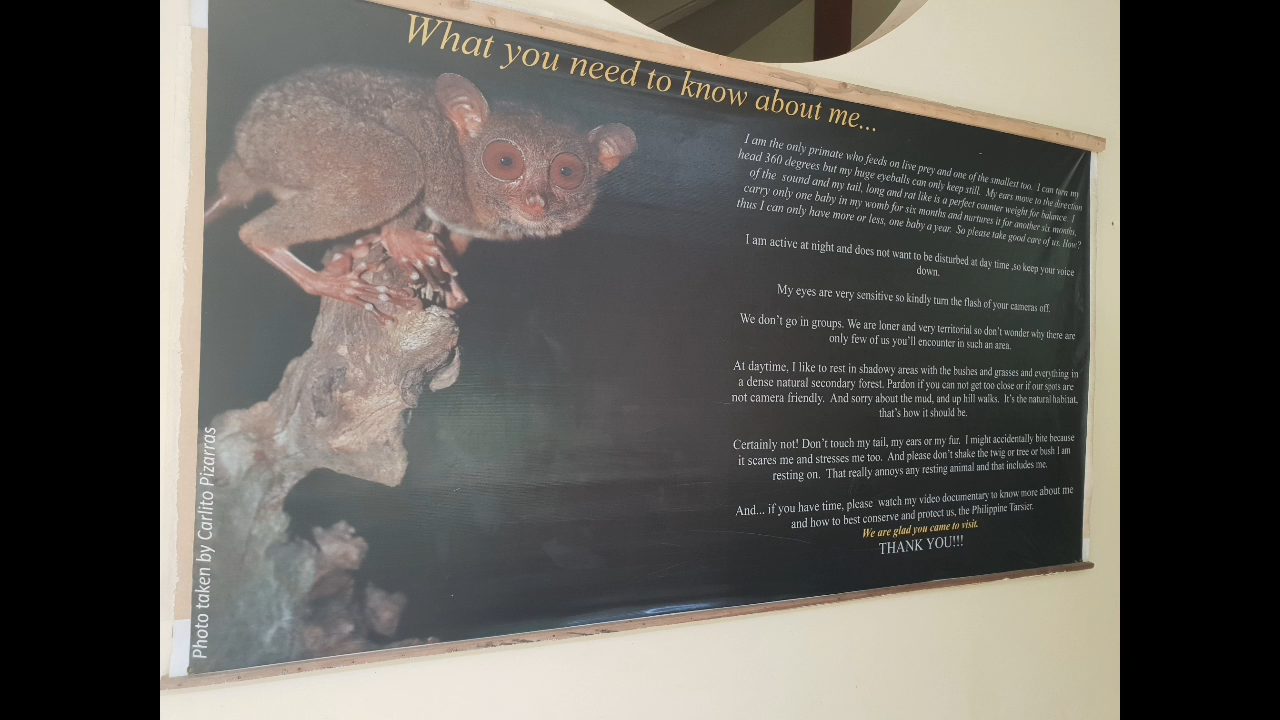 What you need to know about me...
I am the only primate who feeds on live prey and one of the smallest too. I can turn my
head 360 degrees but my huge eyeballs can only keep still. My ears move to the direction
of the sound and my tail, long and rat like is a perfect counter weight for balance. I
carry only one baby in my womb for six months and nurtures it for another six months,
thus I can only have more or less, one baby a year. So please take good care of us. How?
I am active at night and does not want to be disturbed at day time ,so keep your voice
down.
My eyes are very sensitive so kindly turn the flash of your cameras off.
We don't go in groups. We are loner and very territorial so don't wonder why there are
only few of us you'll encounter in such an area.
At daytime, I like to rest in shadowy areas with the bushes and grasses and everything in
a dense natural secondary forest. Pardon if you can not get too close or if our spots are
not camera friendly. And sorry about the mud, and up hill walks. It's the natural habitat,
that's how it should be.
Certainly not! Don't touch my tail, my ears or my fur. I might accidentally bite because
it scares me and stresses me too. And please don't shake the twig or tree or bush I am
resting on. That really annoys any resting animal and that includes me.
And... if you have time, please watch my video documentary to know more about me
and how to best conserve and protect us, the Philippine Tarsier.
We are glad you came to visit.
THANK YOU!!!
Photo taken by Carlito Pizarras